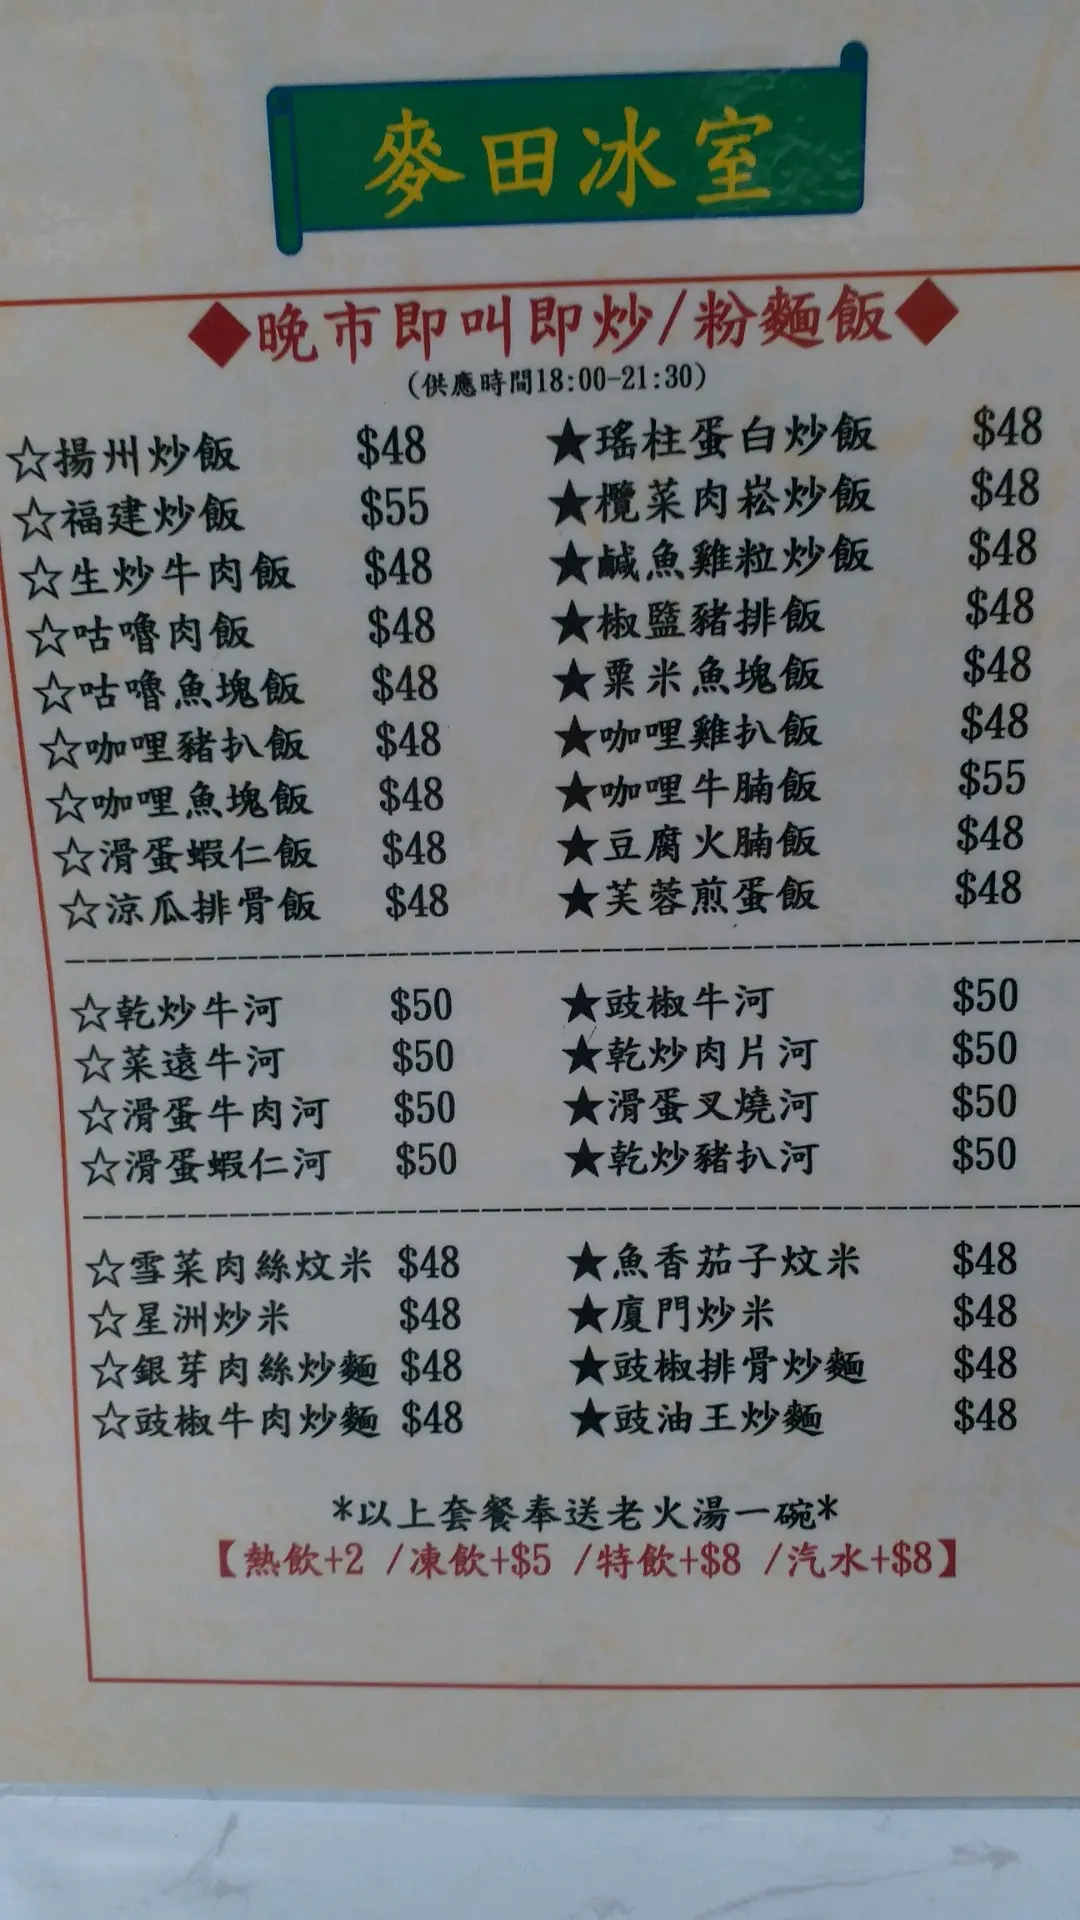 麥田冰室
◆晚市即叫即炒/粉麵飯◆
(供應時間18:00-21:30)
☆揚州炒飯 $48 ★瑤柱蛋白炒飯 $48
☆福建炒飯 $55 ★欖菜肉崧炒飯 $48
☆生炒牛肉飯 $48 ★鹹魚雞粒炒飯 $48
☆咕嚕肉飯 $48 ★椒鹽豬排飯 $48
☆咕嚕魚塊飯 $48 ★粟米魚塊飯 $48
☆咖哩豬扒飯 $48 ★咖哩雞扒飯 $48
☆咖哩魚塊飯 $48 ★咖哩牛腩飯 $55
☆滑蛋蝦仁飯 $48 ★豆腐火腩飯 $48
☆涼瓜排骨飯 $48 ★芙蓉煎蛋飯 $48
☆乾炒牛河 $50 ★豉椒牛河 $50
☆菜遠牛河 $50 ★乾炒肉片河 $50
☆滑蛋牛肉河 $50 ★滑蛋叉燒河 $50
☆滑蛋蝦仁河 $50 ★乾炒豬扒河 $50
☆雪菜肉絲炆米 $48 ★魚香茄子炆米 $48
☆星洲炒米 $48 ★廈門炒米 $48
☆銀芽肉絲炒麵 $48 ★豉椒排骨炒麵 $48
☆豉椒牛肉炒麵 $48 ★豉油王炒麵 $48
*以上套餐奉送老火湯一碗*
【熱飲+2 /凍飲+$5 /特飲+$8 /汽水+$8】